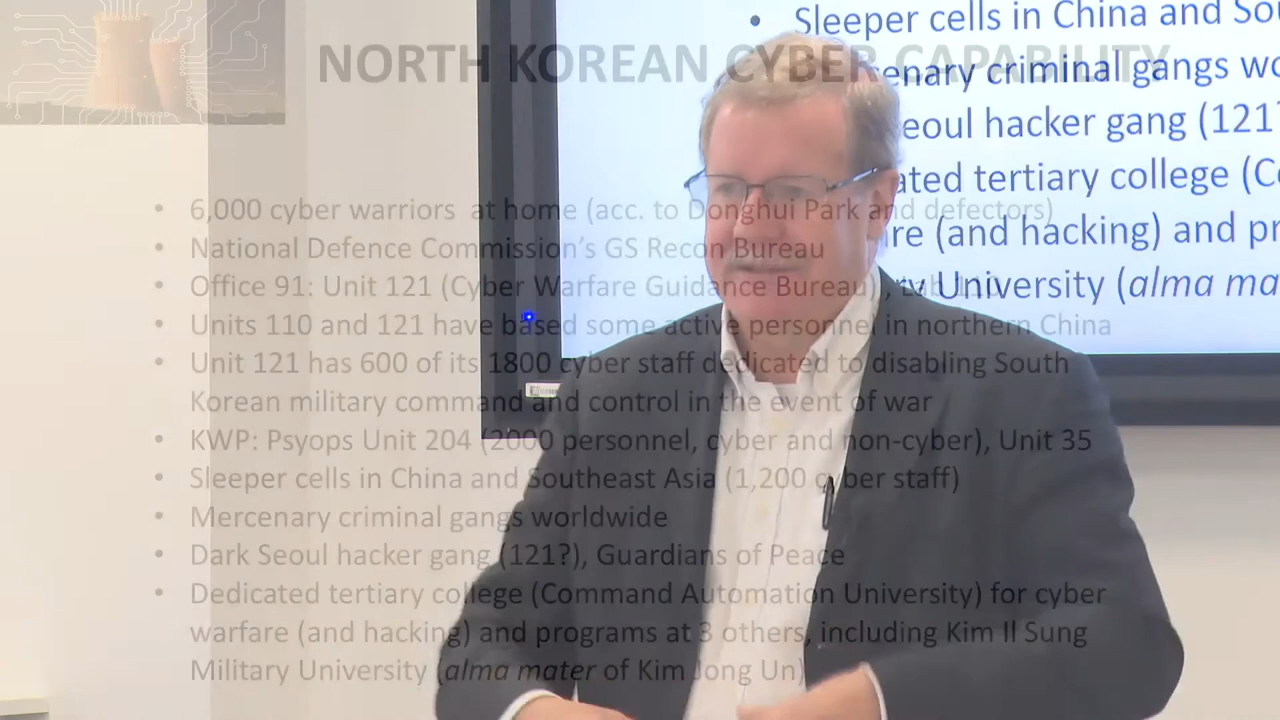 NORTH KOREAN CYBER CAPABILITY
• 6,000 cyber warriors at home (acc. to Donghui Park and defectors)
• National Defence Commission's GS Recon Bureau
• Office 91: Unit 121 (Cyber Warfare Guidance Bureau), Lab 110
• Units 110 and 121 have based some active personnel in northern China
• Unit 121 has 600 of its 1800 cyber staff dedicated to disabling South
Korean military command and control in the event of war
• KWP: Psyops Unit 204 (2000 personnel, cyber and non-cyber), Unit 35
• Sleeper cells in China and Southeast Asia (1,200 cyber staff)
• Mercenary criminal gangs worldwide
• Dark Seoul hacker gang (121?), Guardians of Peace
• Dedicated tertiary college (Command Automation University) for cyber
warfare (and hacking) and programs at 3 others, including Kim Il Sung
Military University (alma mater of Kim Jong Un)
• Sleeper cells in China and Sou
enary criminal gangs wo
eoul hacker gang (121?
ated tertiary college (Co
re (and hacking) and pr
ry University (alma ma